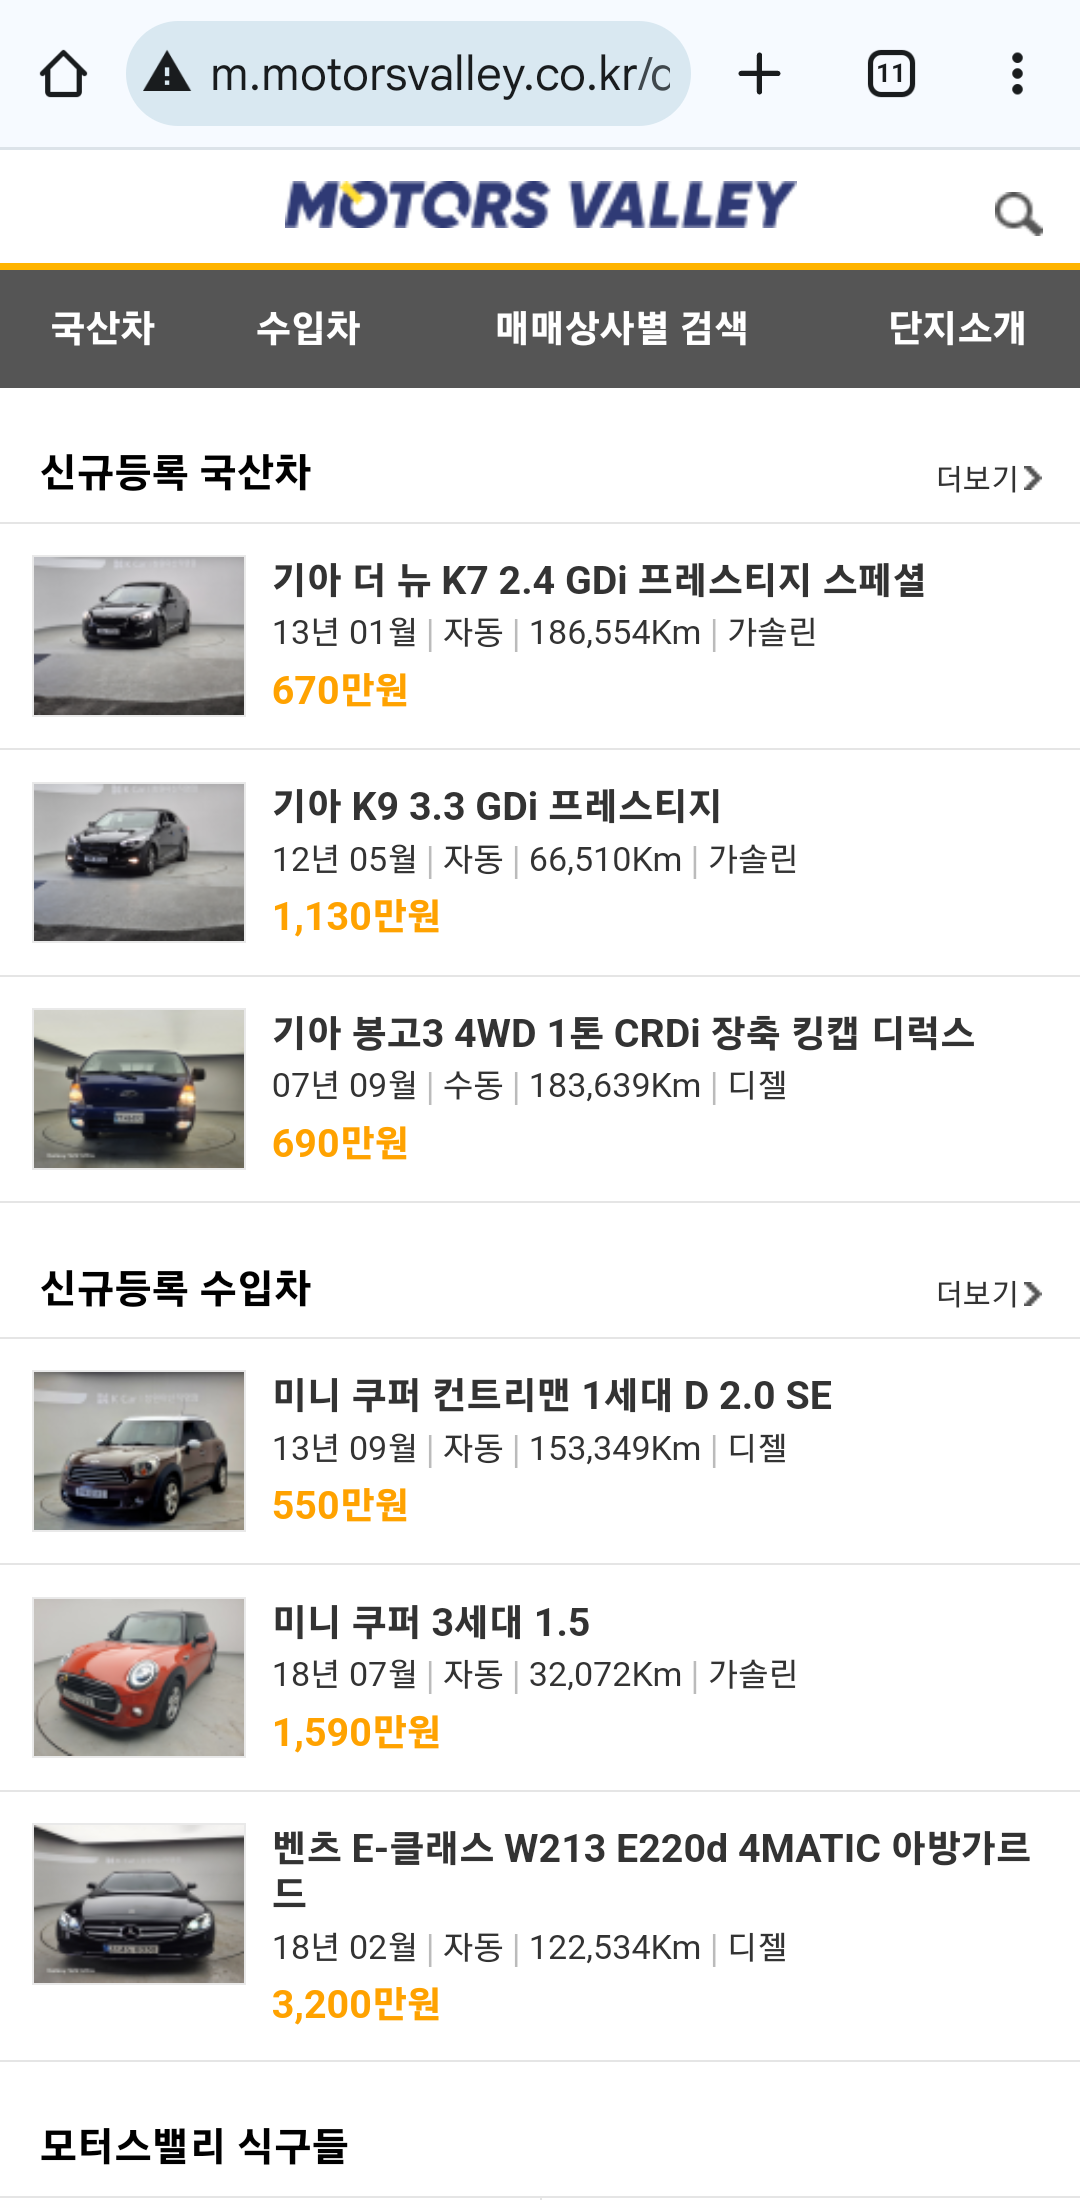 m.motorsvalley.co.kr/c
11
MOTORS VALLEY
국산차 수입차 매매상사별 검색 단지소개
신규등록 국산차 더보기
기아 더 뉴 K7 2.4 GDi 프레스티지 스페셜
13년 01월 | 자동 | 186,554Km | 가솔린
670만원
기아 K9 3.3 GDi 프레스티지
12년 05월 | 자동 | 66,510Km | 가솔린
1,130만원
기아 봉고3 4WD 1톤 CRDi 장축 킹캡 디럭스
07년 09월 | 수동 | 183,639Km | 디젤
690만원
신규등록 수입차 더보기
K Car
미니 쿠퍼 컨트리맨 1세대 D 2.0 SE
13년 09월 | 자동 | 153,349Km | 디젤
550만원
미니 쿠퍼 3세대 1.5
18년 07월 | 자동 | 32,072Km | 가솔린
1,590만원
벤츠 E-클래스 W213 E220d 4MATIC 아방가르
드
18년 02월 | 자동 | 122,534Km | 디젤
3,200만원
모터스밸리 식구들